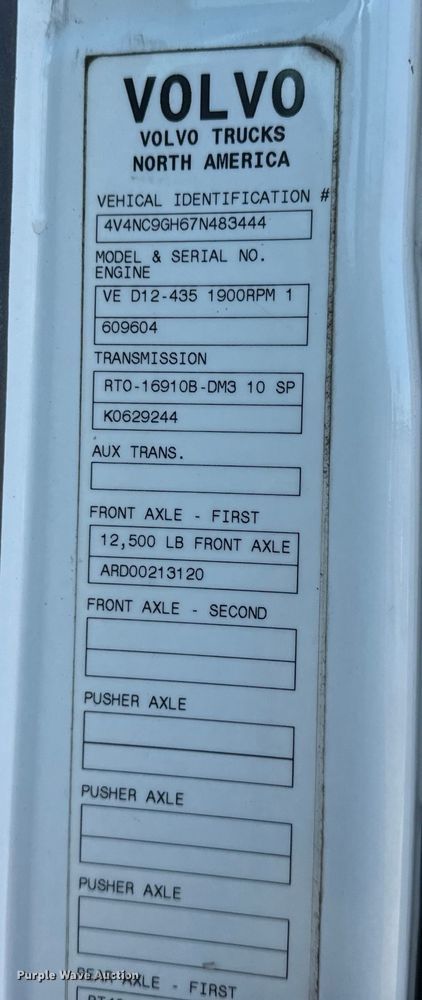 VOLVO
VOLVO TRUCKS
NORTH AMERICA
VEHICAL IDENTIFICATION #
4V4NC9GH67N483444
MODEL & SERIAL NO.
ENGINE
VE D12-435 1900RPM 1
609604
TRANSMISSION
RTO-16910B-DM3 10 SP
K0629244
AUX TRANS.
FRONT AXLE - FIRST
12,500 LB FRONT AXLE
ARD00213120
FRONT AXLE - SECOND
PUSHER AXLE
PUSHER AXLE
PUSHER AXLE
REAR AXLE - FIRST
Purple Wave Auction